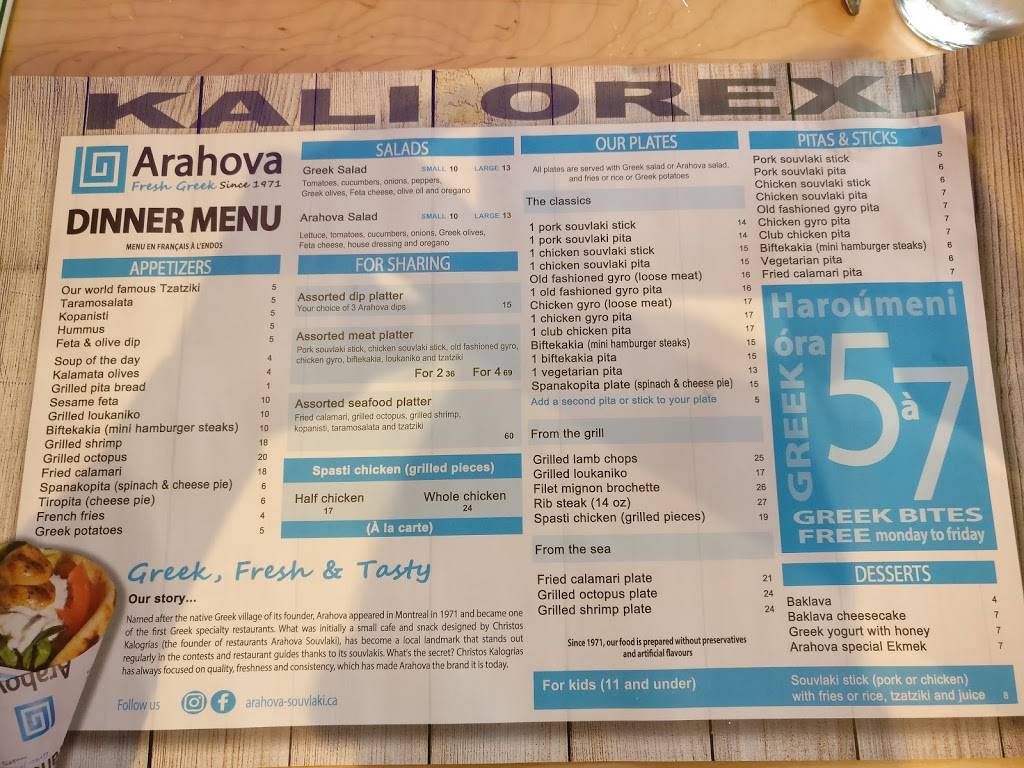 KALI OREXI
Arahova
Fresh Greek Since 1971
DINNER MENU
MENU EN FRANÇAIS À L'ENDOS
APPETIZERS
Our world famous Tzatziki 5
Taramosalata 5
Kopanisti 5
Hummus 5
Feta & olive dip 5
Soup of the day 4
Kalamata olives 4
Grilled pita bread 1
Sesame feta 10
Grilled loukaniko 10
Biftekakia (mini hamburger steaks) 10
Grilled shrimp 18
Grilled octopus 20
Fried calamari 18
Spanakopita (spinach & cheese pie) 6
Tiropita (cheese pie) 6
French fries 4
Greek potatoes 5
SALADS
Greek Salad SMALL 10 LARGE 13
Tomatoes, cucumbers, onions, peppers,
Greek olives, Feta cheese, olive oil and oregano
Arahova Salad SMALL 10 LARGE 13
Lettuce, tomatoes, cucumbers, onions, Greek olives,
Feta cheese, house dressing and oregano
FOR SHARING
Assorted dip platter
Your choice of 3 Arahova dips 15
Assorted meat platter
Pork souvlaki stick, chicken souvlaki stick, old fashioned gyro,
chicken gyro, biftekakia, loukaniko and tzatziki
For 2 36 For 4 69
Assorted seafood platter
Fried calamari, grilled octopus, grilled shrimp,
kopanisti, taramosalata and tzatziki
60
Spasti chicken (grilled pieces)
Half chicken Whole chicken
17 24
(À la carte)
OUR PLATES
All plates are served with Greek salad or Arahova salad,
and fries or rice or Greek potatoes
The classics
1 pork souvlaki stick 14
1 pork souvlaki pita 14
1 chicken souvlaki stick 15
1 chicken souvlaki pita 15
Old fashioned gyro (loose meat) 16
1 old fashioned gyro pita 16
Chicken gyro (loose meat) 17
1 chicken gyro pita 17
1 club chicken pita 17
Biftekakia (mini hamburger steaks) 15
1 biftekakia pita 15
1 vegetarian pita 13
Spanakopita plate (spinach & cheese pie) 15
Add a second pita or stick to your plate 5
From the grill
Grilled lamb chops 25
Grilled loukaniko 17
Filet mignon brochette 26
Rib steak (14 oz) 27
Spasti chicken (grilled pieces) 19
From the sea
Fried calamari plate 21
Grilled octopus plate 24
Grilled shrimp plate 24
Since 1971, our food is prepared without preservatives
and artificial flavours
PITAS & STICKS
Pork souvlaki stick 5
Pork souvlaki pita 6
Chicken souvlaki stick 6
Chicken souvlaki pita 7
Old fashioned gyro pita 7
Chicken gyro pita 7
Club chicken pita 7
Biftekakia (mini hamburger steaks) 6
Vegetarian pita 6
Fried calamari pita 7
Haroúmeni
óra
GREEK
5 à 7
GREEK BITES
FREE monday to friday
DESSERTS
Baklava 4
Baklava cheesecake 7
Greek yogurt with honey 7
Arahova special Ekmek 7
Greek, Fresh & Tasty
Our story...
Named after the native Greek village of its founder, Arahova appeared in Montreal in 1971 and became one
of the first Greek specialty restaurants. What was initially a small cafe and snack designed by Christos
Kalogrias (the founder of restaurants Arahova Souvlaki), has become a local landmark that stands out
regularly in the contests and restaurant guides thanks to its souvlakis. What's the secret? Christos Kalogrias
has always focused on quality, freshness and consistency, which has made Arahova the brand it is today.
Follow us arahova-souvlaki.ca
For kids (11 and under)
Souvlaki stick (pork or chicken)
with fries or rice, tzatziki and juice 8